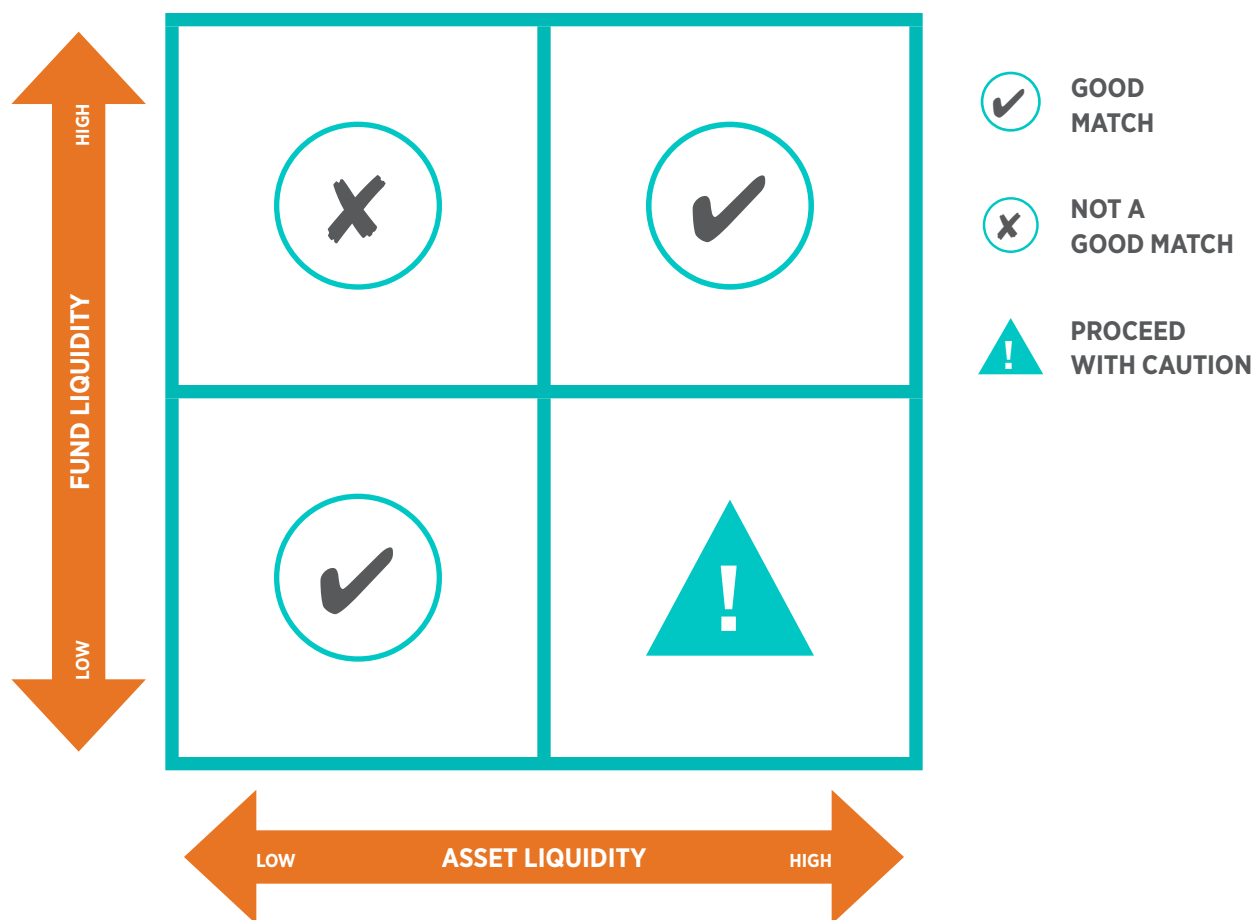 HIGH
FUND LIQUIDITY
LOW
LOW
ASSET LIQUIDITY
HIGH
GOOD
MATCH
NOT A
GOOD MATCH
!
PROCEED
WITH CAUTION
!